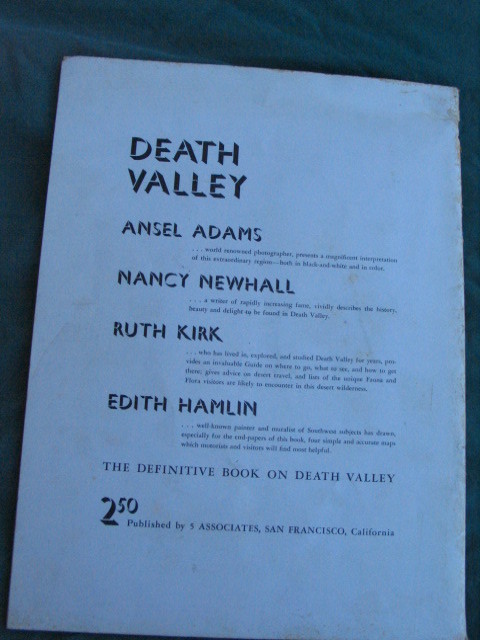 DEATH
VALLEY
ANSEL ADAMS
. . . world renowned photographer, presents a magnificent interpretation
of this extraordinary region—both in black-and-white and in color.
NANCY NEWHALL
. . . a writer of rapidly increasing fame, vividly describes the history,
beauty and delight to be found in Death Valley.
RUTH KIRK
. . . who has lived in, explored, and studied Death Valley for years, pro-
vides an invaluable Guide on where to go, what to see, and how to get
there; gives advice on desert travel, and lists of the unique Fauna and
Flora visitors are likely to encounter in this desert wilderness.
EDITH HAMLIN
. . . well-known painter and muralist of Southwest subjects has drawn,
especially for the end-papers of this book, four simple and accurate maps
which motorists and visitors will find most helpful.
THE DEFINITIVE BOOK ON DEATH VALLEY
2.50
Published by 5 ASSOCIATES, SAN FRANCISCO, California